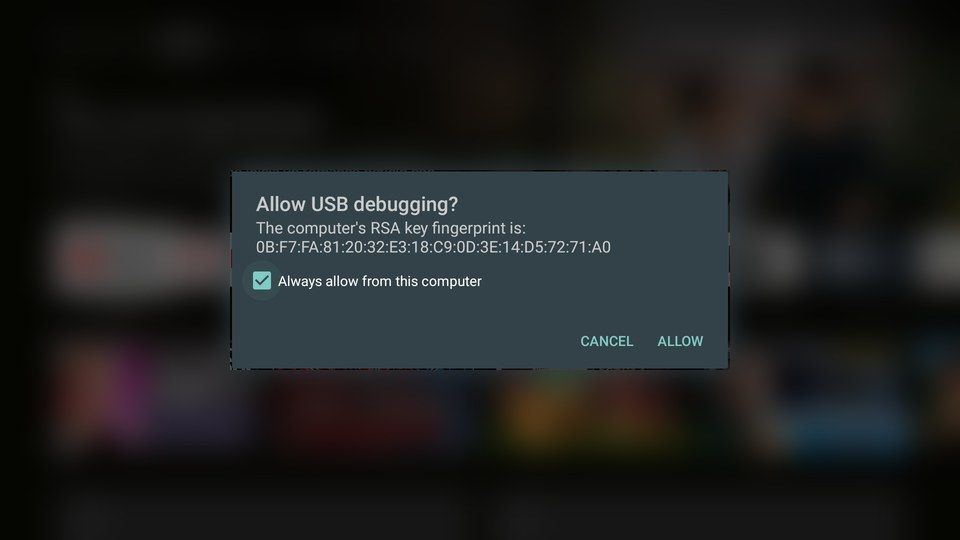 Allow USB debugging?
The computer's RSA key fingerprint is:
0B:F7:FA:81:20:32:E3:18:C9:0D:3E:14:D5:72:71:A0
Always allow from this computer
CANCEL ALLOW